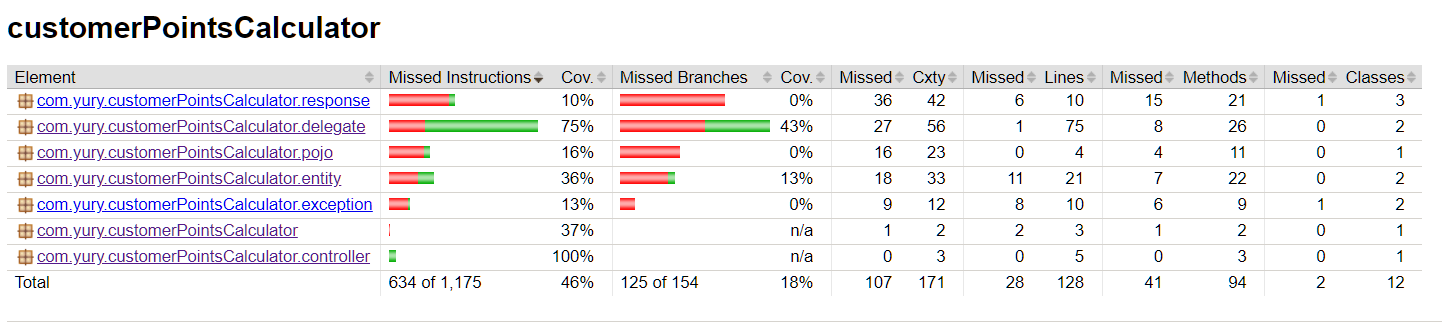 customerPointsCalculator
Element Missed Instructions Cov. Missed Branches Cov. Missed Cxty Missed Lines Missed Methods Missed Classes
com.yury.customerPointsCalculator.response 10% 0% 36 42 6 10 15 21 1 3
com.yury.customerPointsCalculator.delegate 75% 43% 27 56 1 75 8 26 0 2
com.yury.customerPointsCalculator.pojo 16% 0% 16 23 0 4 4 11 0 1
com.yury.customerPointsCalculator.entity 36% 13% 18 33 11 21 7 22 0 2
com.yury.customerPointsCalculator.exception 13% 0% 9 12 8 10 6 9 1 2
com.yury.customerPointsCalculator 37% n/a 1 2 2 3 1 2 0 1
com.yury.customerPointsCalculator.controller 100% n/a 0 3 0 5 0 3 0 1
Total 634 of 1,175 46% 125 of 154 18% 107 171 28 128 41 94 2 12